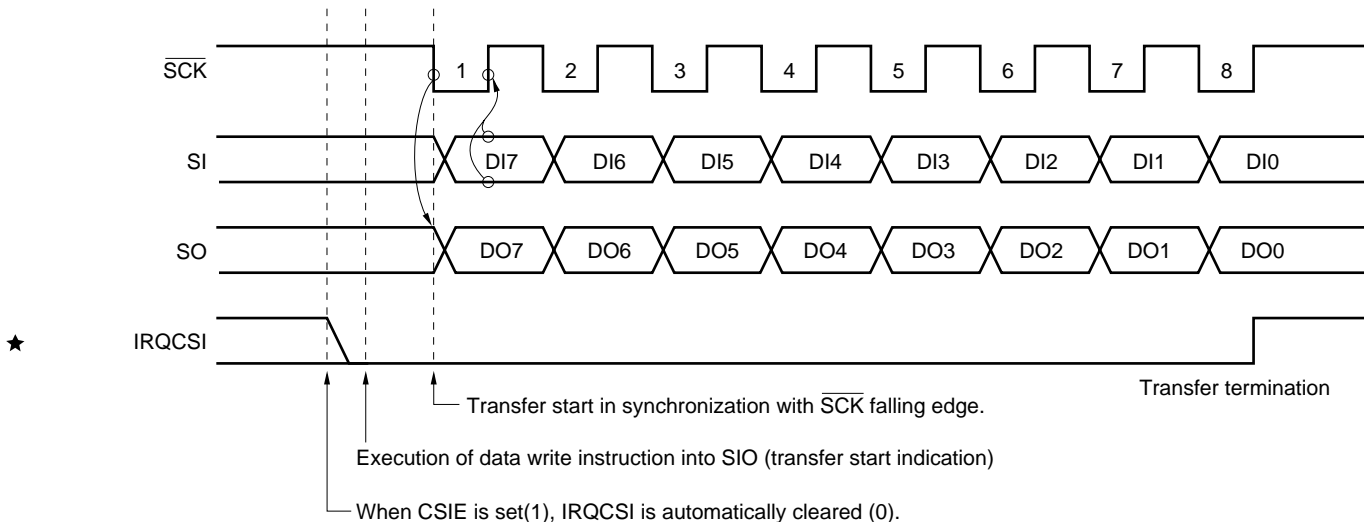 SCK 1 2 3 4 5 6 7 8
SI DI7 DI6 DI5 DI4 DI3 DI2 DI1 DI0
SO DO7 DO6 DO5 DO4 DO3 DO2 DO1 DO0
★ IRQCSI
Transfer termination
Transfer start in synchronization with SCK falling edge.
Execution of data write instruction into SIO (transfer start indication)
When CSIE is set(1), IRQCSI is automatically cleared (0).